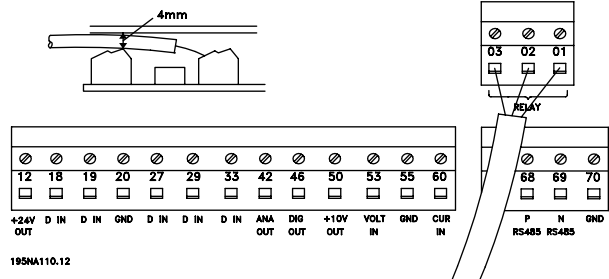 4mm
03 02 01
RELAY
12 18 19 20 27 29 33 42 46 50 53 55 60 68 69 70
+24V OUT D IN D IN GND D IN D IN D IN ANA OUT DIG OUT +10V OUT VOLT IN GND CUR IN P RS485 N RS485 GND
195NA110.12